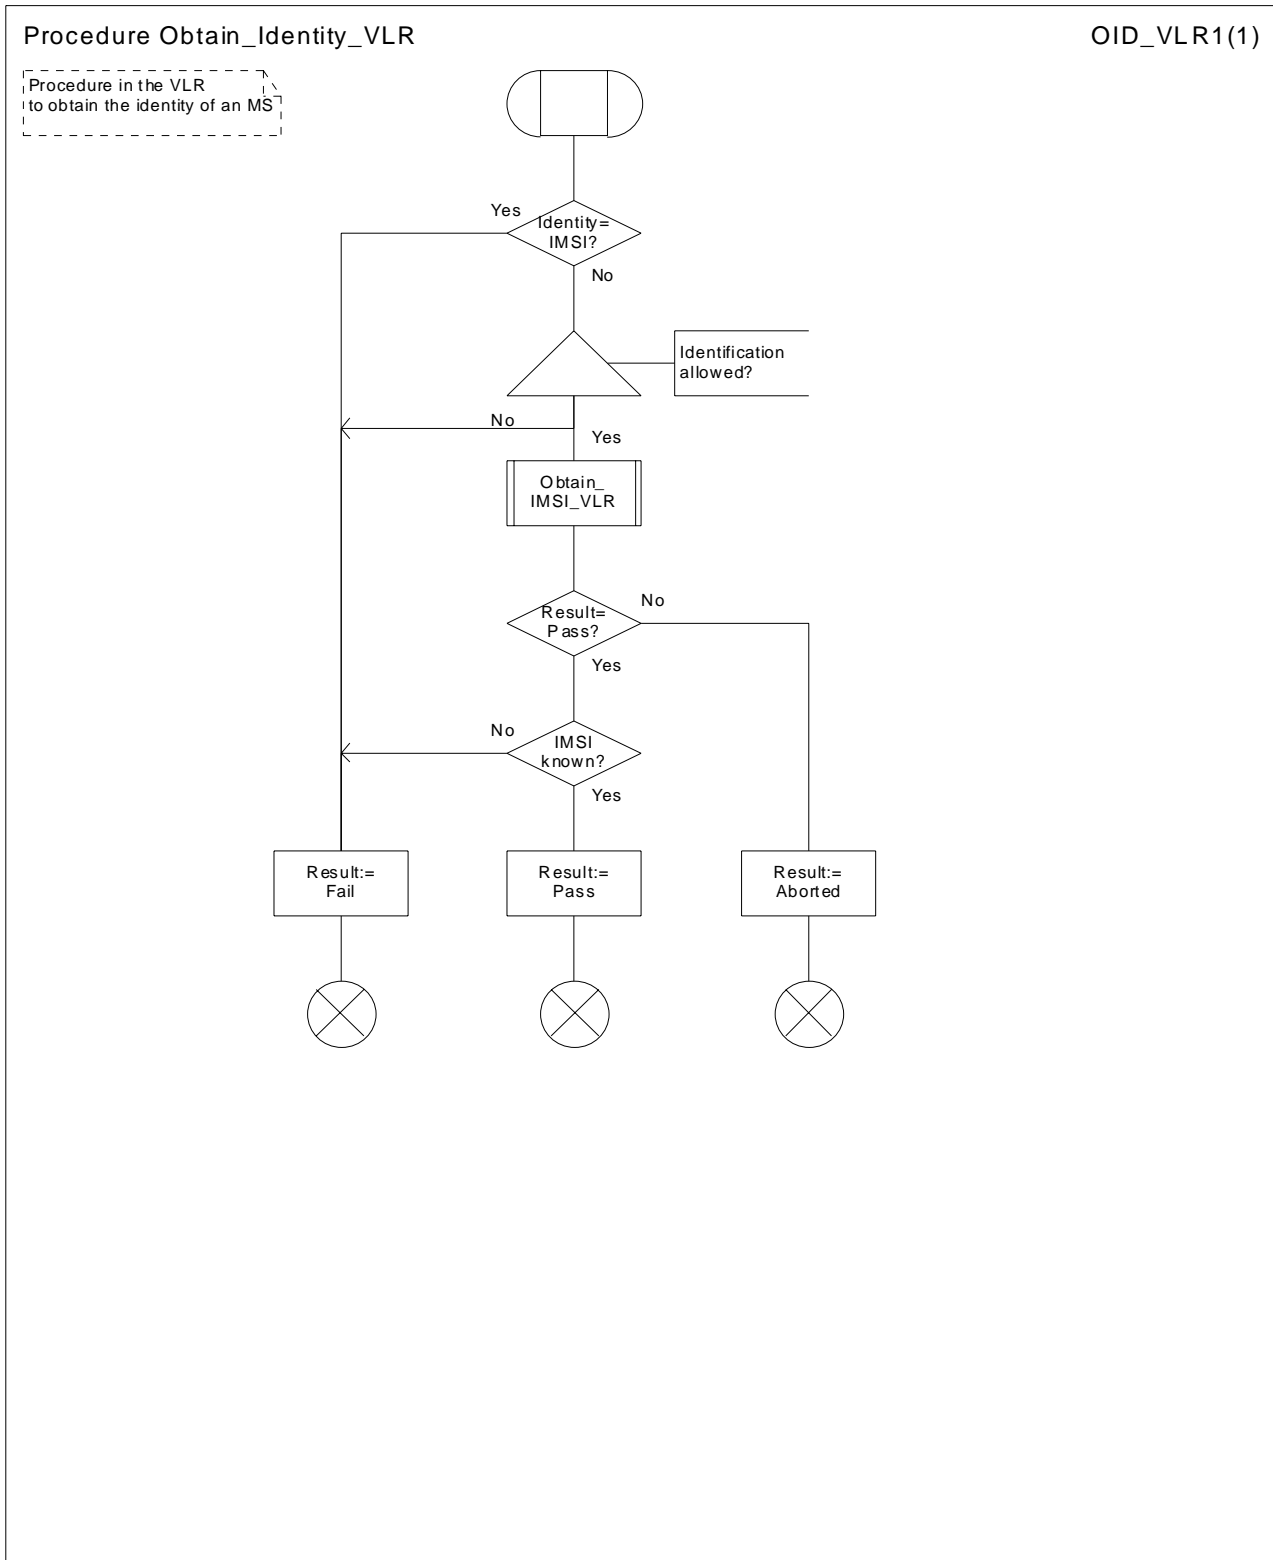 Procedure Obtain_Identity_VLR
OID_VLR1(1)
Procedure in the VLR
to obtain the identity of an MS
Yes
Identity=
IMSI?
No
Identification
allowed?
No
Yes
Obtain_
IMSI_VLR
No
Result=
Pass?
Yes
No
IMSI
known?
Yes
Result:=
Fail
Result:=
Pass
Result:=
Aborted